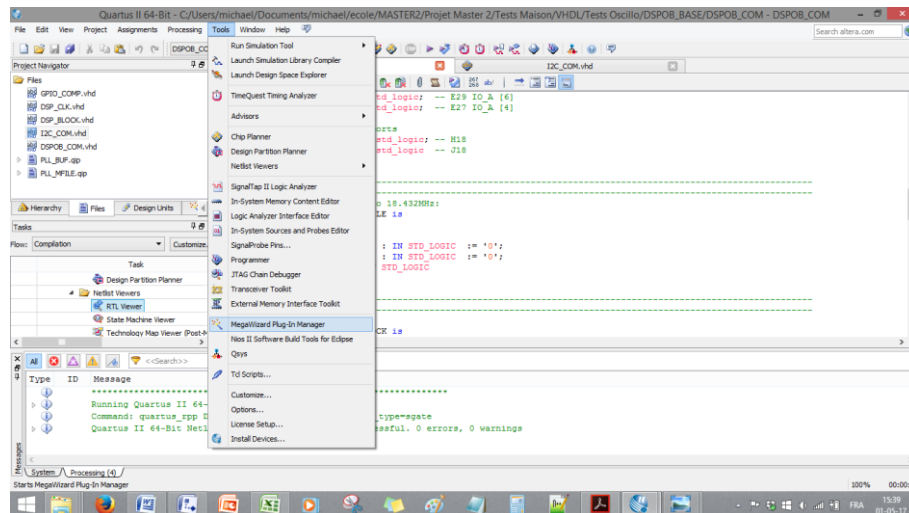 Quartus II 64-Bit - C:/Users/michael/Documents/michael/ecole/MASTER2/Projet Master 2/Tests Maison/VHDL/Tests Oscillo/DSPOB_BASE/DSPOB_COM - DSPOB_COM
File Edit View Project Assignments Processing Tools Window Help
Search altera.com
DSPOB_CO
Project Navigator
Files
GPIO_COMP.vhd
DSP_CLK.vhd
DSP_BLOCK.vhd
I2C_COM.vhd
DSPOB_COM.vhd
PLL_BUF.qip
PLL_MFILE.qip
Hierarchy Files Design Units
Tasks
Flow: Compilation Customize.
Task
Design Partition Planner
Netlist Viewers
RTL Viewer
State Machine Viewer
Technology Map Viewer (Post-M
Run Simulation Tool
Launch Simulation Library Compiler
Launch Design Space Explorer
TimeQuest Timing Analyzer
Advisors
Chip Planner
Design Partition Planner
Netlist Viewers
SignalTap II Logic Analyzer
In-System Memory Content Editor
Logic Analyzer Interface Editor
In-System Sources and Probes Editor
SignalProbe Pins...
Programmer
JTAG Chain Debugger
Transceiver Toolkit
External Memory Interface Toolkit
MegaWizard Plug-In Manager
Nios II Software Build Tools for Eclipse
Qsys
Tcl Scripts...
Customize...
Options...
License Setup...
Install Devices...
I2C_COM.vhd
td_logic; -- E29 IO_A [6]
td_logic; -- E27 IO_A [4]
orts
std_logic; -- H18
std_logic -- J18
o 18.432MHz:
LE is
: IN STD_LOGIC := '0';
: IN STD_LOGIC := '0';
STD_LOGIC
CK is
All <<Search>>
Type ID Message
Running Quartus II 64-
Command: quartus_rpp D
_type=sgate
Quartus II 64-Bit Netl
ssful. 0 errors, 0 warnings
Messages
System Processing (4)
Starts MegaWizard Plug-In Manager
100% 00:00:
FRA
15:39
01-05-17